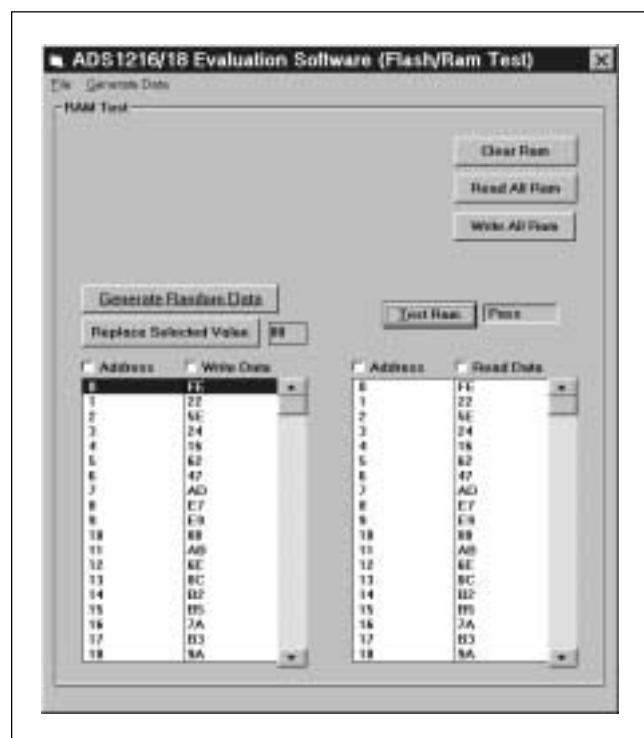 ADS1216/18 Evaluation Software (Flash/Ram Test)
File Generate Data
RAM Test
Clear Ram
Read All Ram
Write All Ram
Generate Random Data
Test Ram Pass
Replace Selected Value
Address Write Data Address Read Data
0 FE 0 FE
1 22 1 22
2 5E 2 5E
3 24 3 24
4 16 4 16
5 62 5 62
6 47 6 47
7 AD 7 AD
8 E7 8 E7
9 E9 9 E9
10 10
11 AB 11 AB
12 6E 12 6E
13 13
14 B2 14 B2
15 B5 15 B5
16 7A 16 7A
17 B3 17 B3
18 9A 18 9A